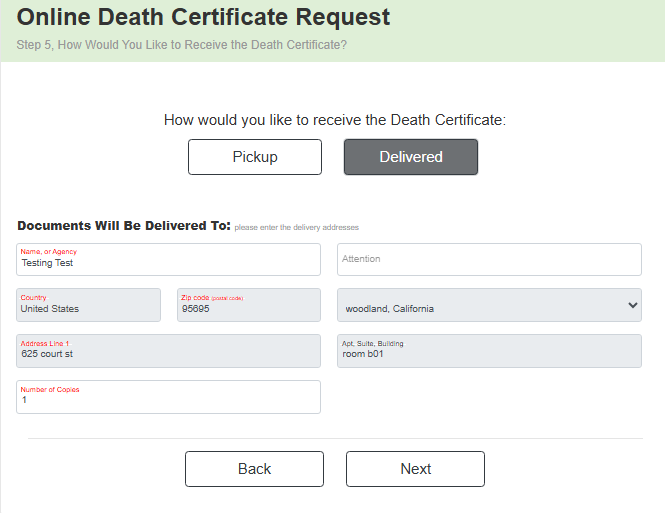 Online Death Certificate Request
Step 5, How Would You Like to Receive the Death Certificate?
How would you like to receive the Death Certificate:
Pickup Delivered
Documents Will Be Delivered To: please enter the delivery addresses
Name, or Agency
Testing Test
Attention
Country
United States
Zip code (postal code)
95695
woodland, California
Address Line 1
625 court st
Apt, Suite, Building
room b01
Number of Copies
1
Back Next